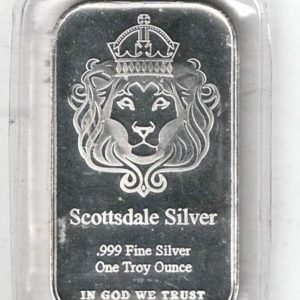 Scottsdale Silver
.999 Fine Silver
One Troy Ounce
IN GOD WE TRUST